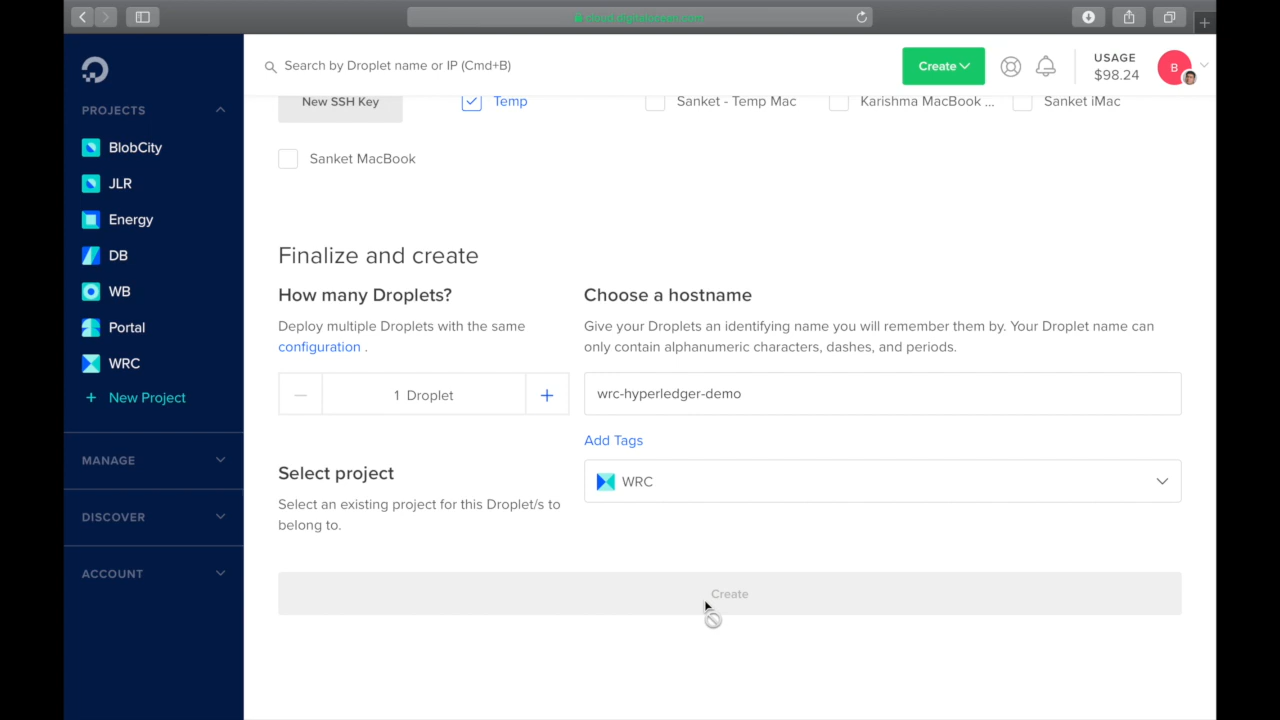 cloud.digitalocean.com
Search by Droplet name or IP (Cmd+B)
Create
USAGE
$98.24
B
PROJECTS
BlobCity
JLR
Energy
DB
WB
Portal
WRC
+ New Project
MANAGE
DISCOVER
ACCOUNT
New SSH Key
Temp
Sanket - Temp Mac
Karishma MacBook ...
Sanket iMac
Sanket MacBook
Finalize and create
How many Droplets?
Deploy multiple Droplets with the same
configuration .
1 Droplet
Choose a hostname
Give your Droplets an identifying name you will remember them by. Your Droplet name can
only contain alphanumeric characters, dashes, and periods.
wrc-hyperledger-demo
Add Tags
Select project
Select an existing project for this Droplet/s to
belong to.
WRC
Create